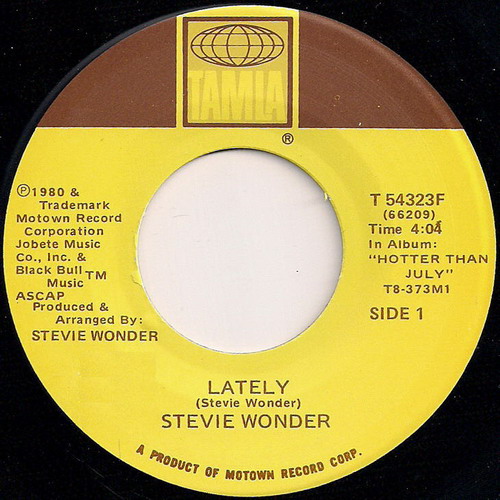 TAMLA
®
℗1980 &
Trademark
Motown Record
Corporation
Jobete Music
Co., Inc. &
Black Bull™
Music
ASCAP
Produced &
Arranged By:
STEVIE WONDER
T 54323F
(66209)
Time 4:04
In Album:
"HOTTER THAN
JULY"
T8-373M1
SIDE 1
LATELY
(Stevie Wonder)
STEVIE WONDER
A PRODUCT OF MOTOWN RECORD CORP.